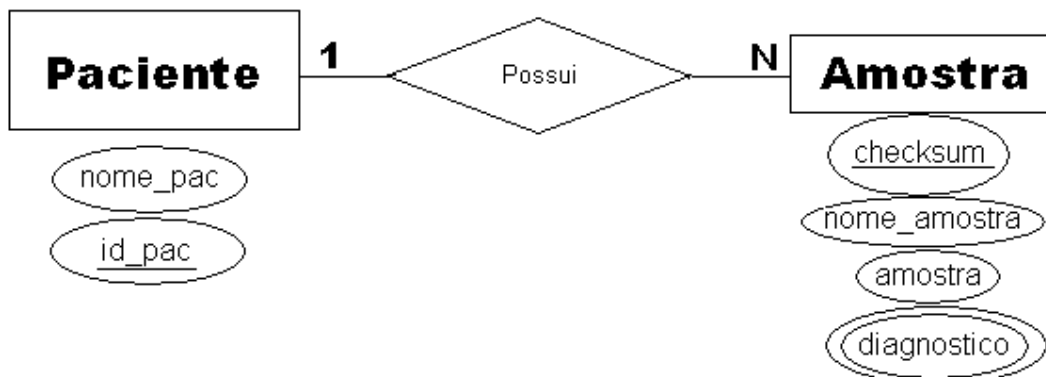 Paciente
1
Possui
N
Amostra
nome_pac
id_pac
checksum
nome_amostra
amostra
diagnostico